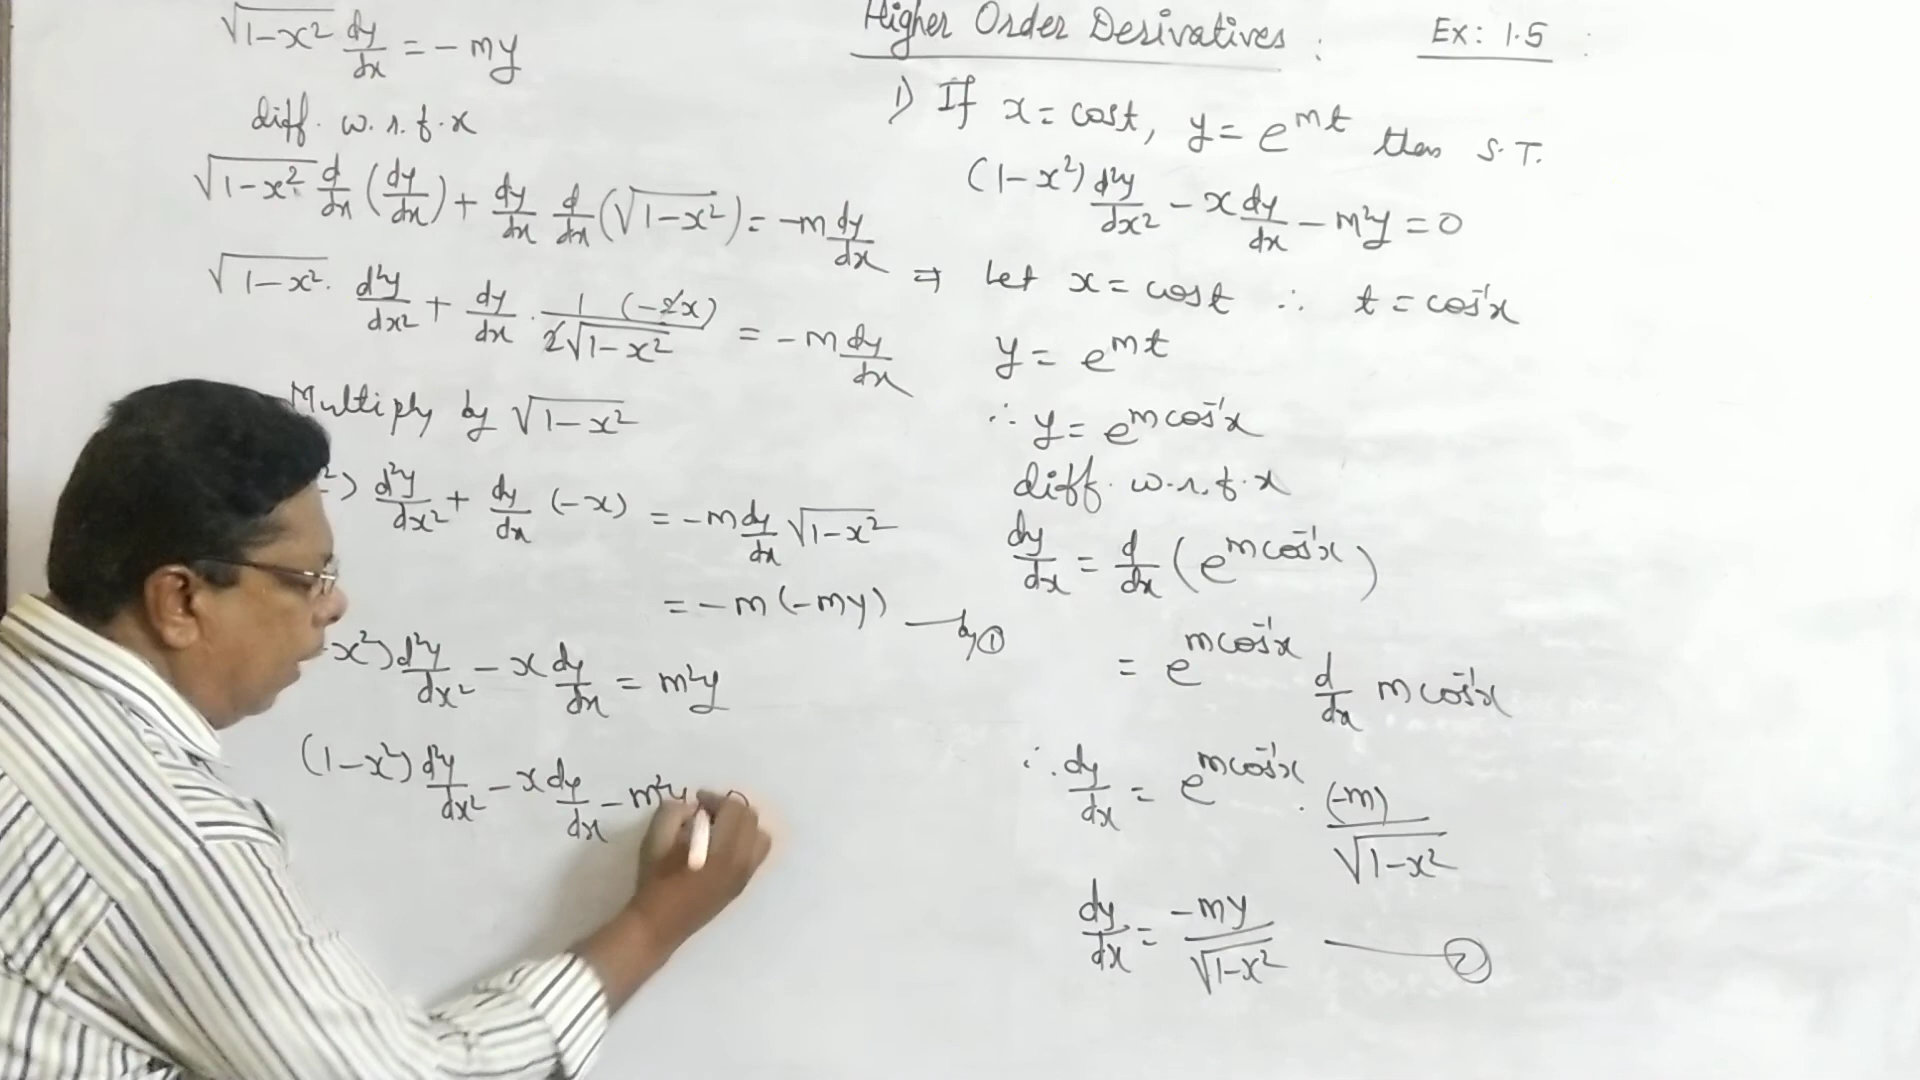 Higher Order Derivatives : Ex: 1.5
1) If x = cost, y = e^{mt} then S.T.
(1-x²) d²y/dx² - x dy/dx - m²y = 0
⇒ Let x = cost ∴ t = cos⁻¹x
y = e^{mt}
∴ y = e^{m cos⁻¹x}
diff. w.r.t. x
dy/dx = d/dx (e^{m cos⁻¹x})
= e^{m cos⁻¹x} d/dx m cos⁻¹x
∴ dy/dx = e^{m cos⁻¹x} . (-m)/√(1-x²)
dy/dx = -my/√(1-x²) — ②
√(1-x²) dy/dx = - my
diff. w.r.t. x
√(1-x²) d/dx (dy/dx) + dy/dx d/dx (√(1-x²)) = -m dy/dx
√(1-x²) . d²y/dx² + dy/dx . 1/(2√(1-x²)) (-2x) = -m dy/dx
Multiply by √(1-x²)
²) d²y/dx² + dy/dx (-x) = -m dy/dx √(1-x²)
= -m (-my) — by ①
-x²) d²y/dx² - x dy/dx = m²y
(1-x²) d²y/dx² - x dy/dx - m²y